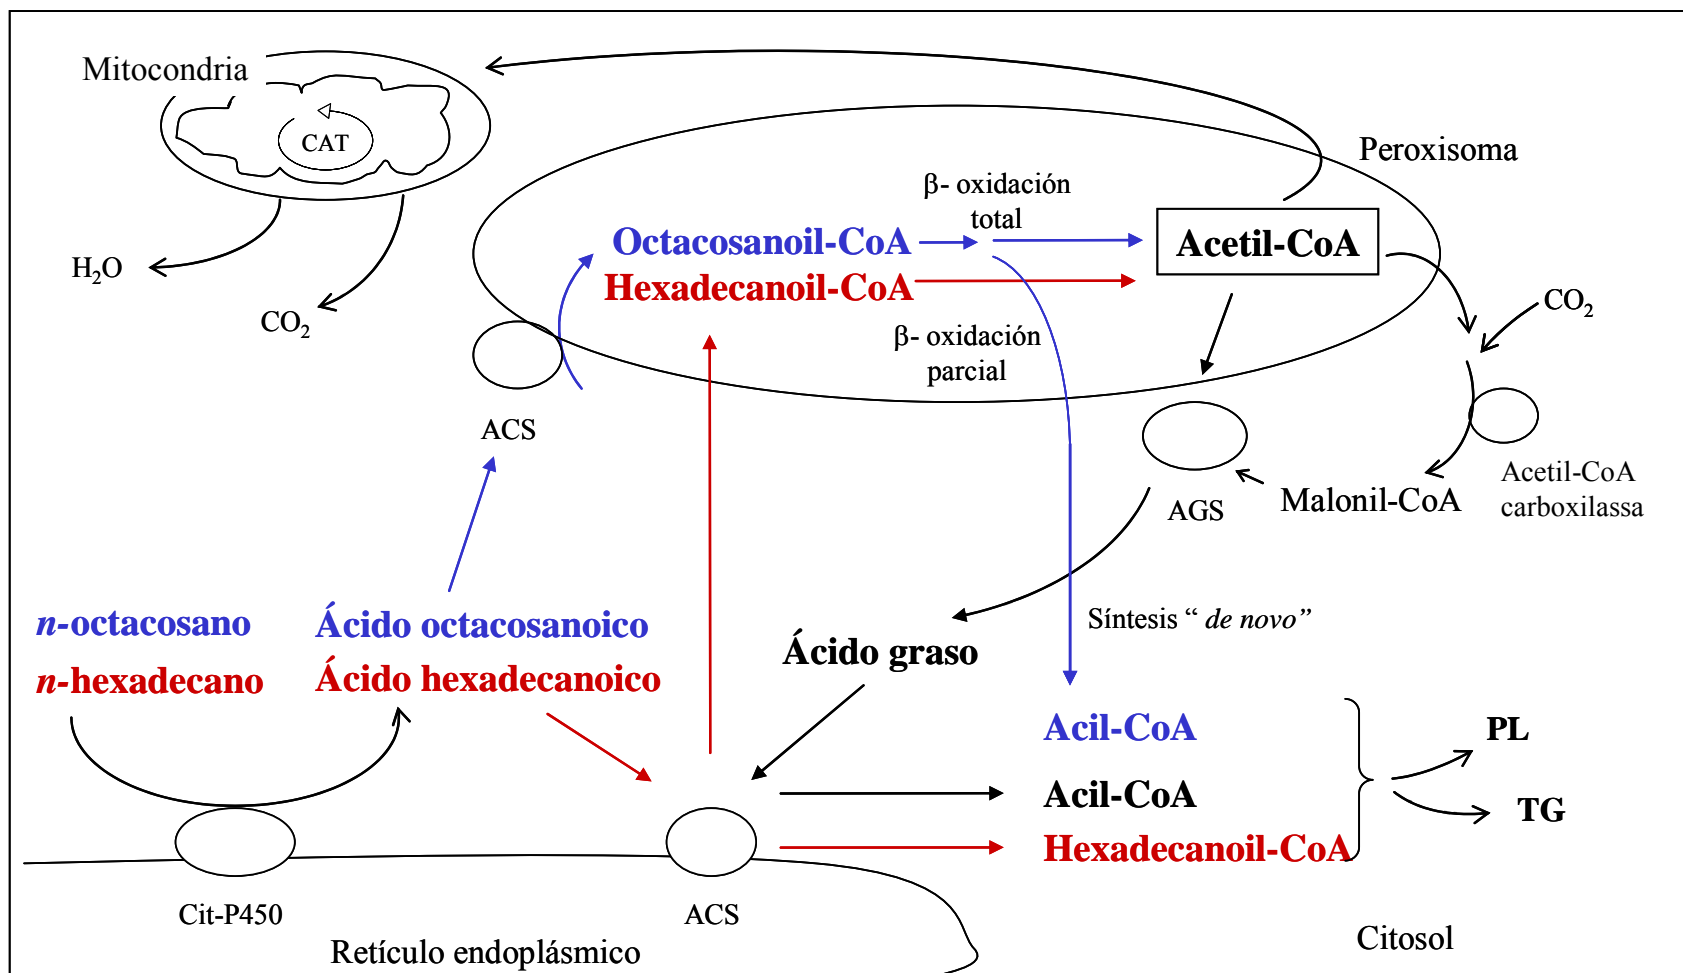 Mitocondria
CAT
Peroxisoma
β- oxidación
total
Octacosanoil-CoA
Acetil-CoA
Hexadecanoil-CoA
H₂O
CO₂
CO₂
β- oxidación
parcial
ACS
Acetil-CoA
carboxilassa
Malonil-CoA
AGS
n-octacosano
Ácido octacosanoico
Síntesis “ de novo”
Ácido graso
n-hexadecano
Ácido hexadecanoico
Acil-CoA
PL
Acil-CoA
TG
Hexadecanoil-CoA
Cit-P450
ACS
Retículo endoplásmico
Citosol